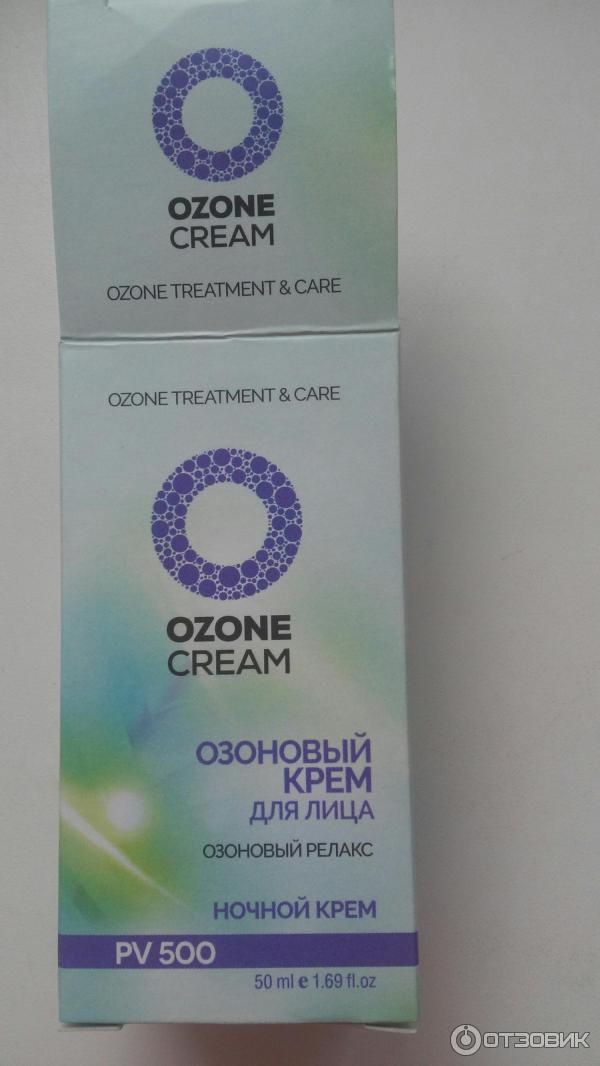 OZONE
CREAM
OZONE TREATMENT & CARE
OZONE TREATMENT & CARE
OZONE
CREAM
ОЗОНОВЫЙ
КРЕМ
ДЛЯ ЛИЦА
ОЗОНОВЫЙ РЕЛАКС
НОЧНОЙ КРЕМ
PV 500
50 ml e 1.69 fl.oz
ОТЗОВИК